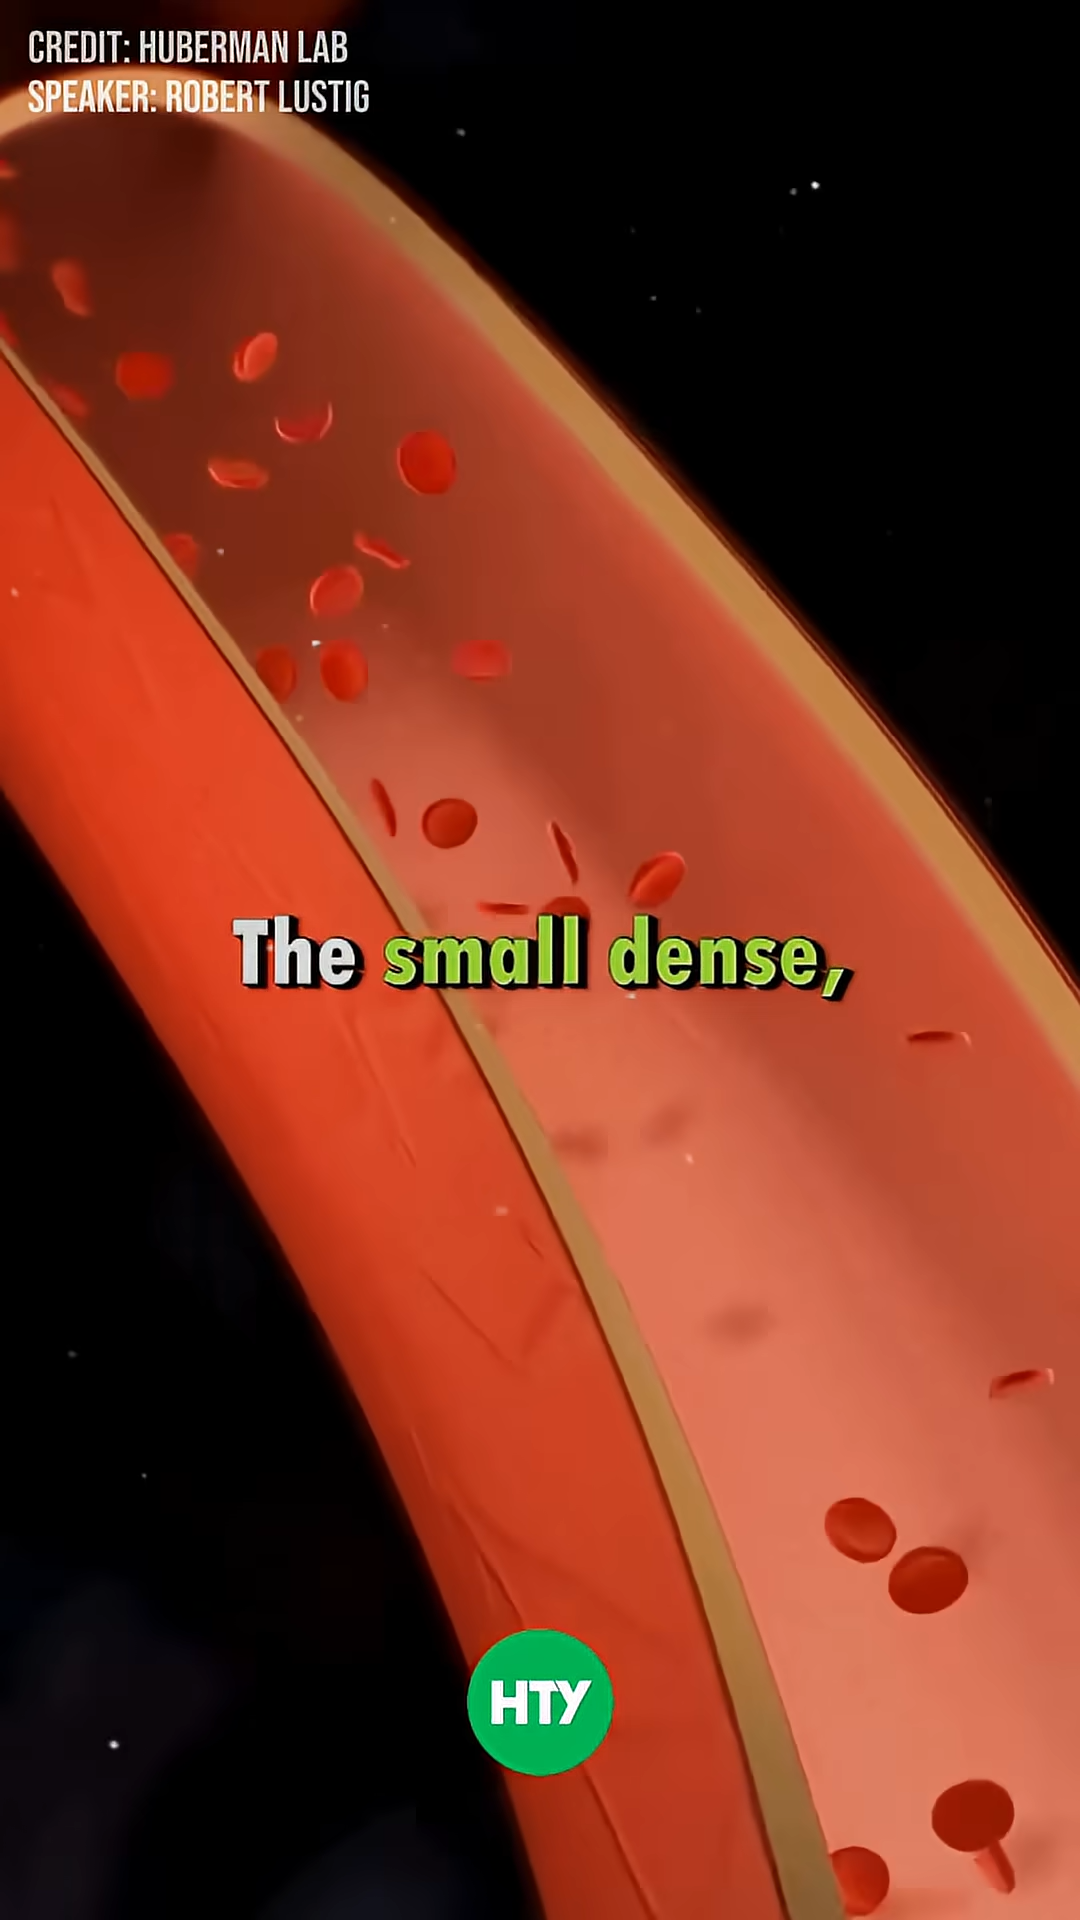 CREDIT: HUBERMAN LAB
SPEAKER: ROBERT LUSTIG
The small dense,
HTY